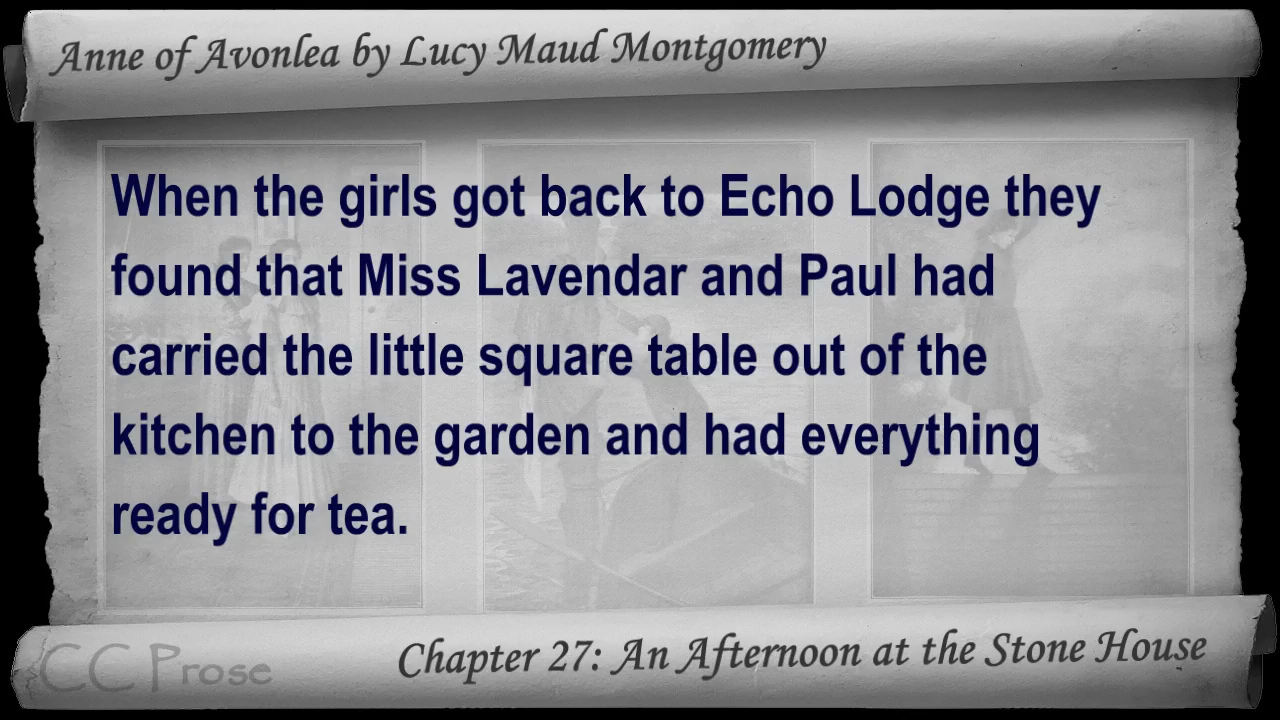 Anne of Avonlea by Lucy Maud Montgomery
When the girls got back to Echo Lodge they
found that Miss Lavendar and Paul had
carried the little square table out of the
kitchen to the garden and had everything
ready for tea.
CC Prose
Chapter 27: An Afternoon at the Stone House